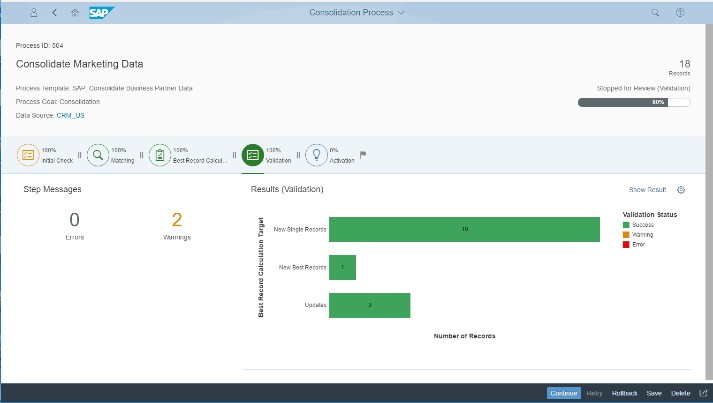 SAP
Consolidation Process
Process ID: 504
Consolidate Marketing Data
18
Records
Process Template: SAP: Consolidate Business Partner Data
Stopped for Review (Validation)
Process Goal: Consolidation
80%
Data Source: CRM_US
100%
Initial Check
100%
Matching
100%
Best Record Calcul...
100%
Validation
0%
Activation
Step Messages
0
Errors
2
Warnings
Results (Validation)
Show Result
Best Record Calculation Target
New Single Records
10
New Best Records
1
Updates
3
Number of Records
Validation Status
Success
Warning
Error
Continue
Retry
Rollback
Save
Delete